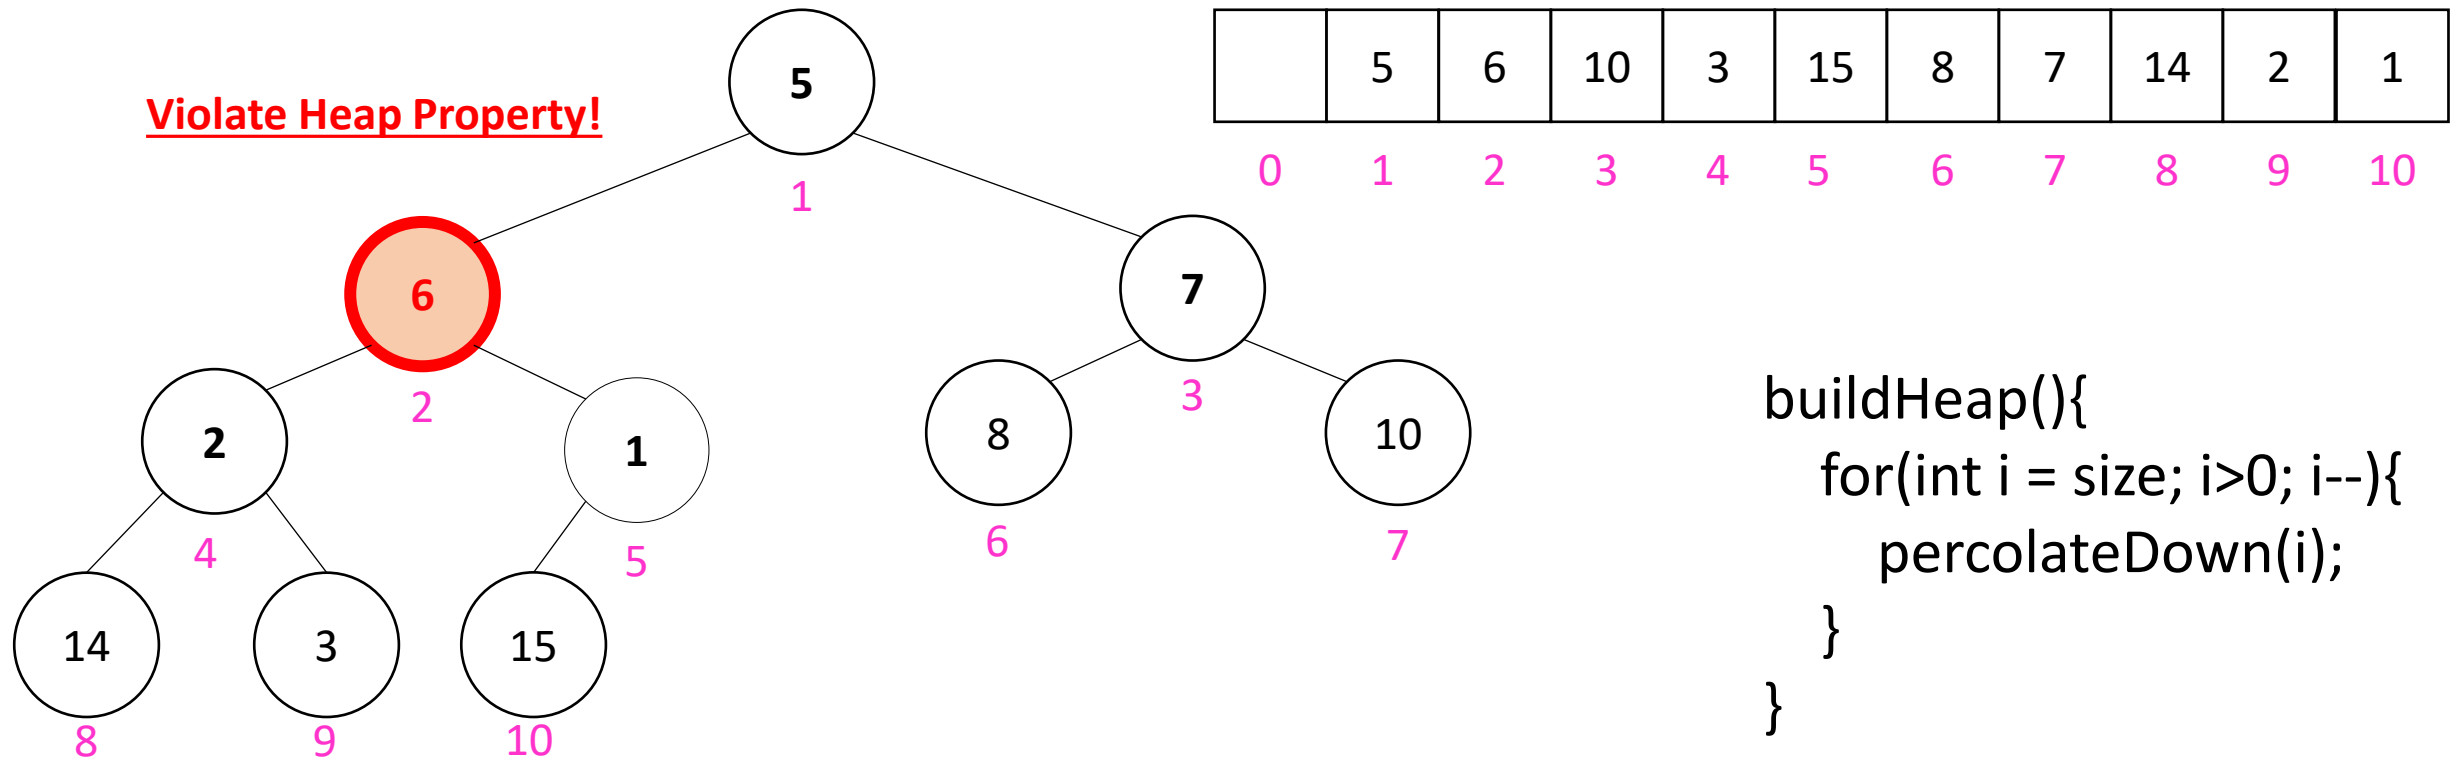 5 6 10 3 15 8 7 14 2 1
0 1 2 3 4 5 6 7 8 9 10
Violate Heap Property!
5
1
6 7
2 3
2 1 8 10
4 5 6 7
14 3 15
8 9 10
buildHeap(){
for(int i = size; i>0; i--){
percolateDown(i);
}
}